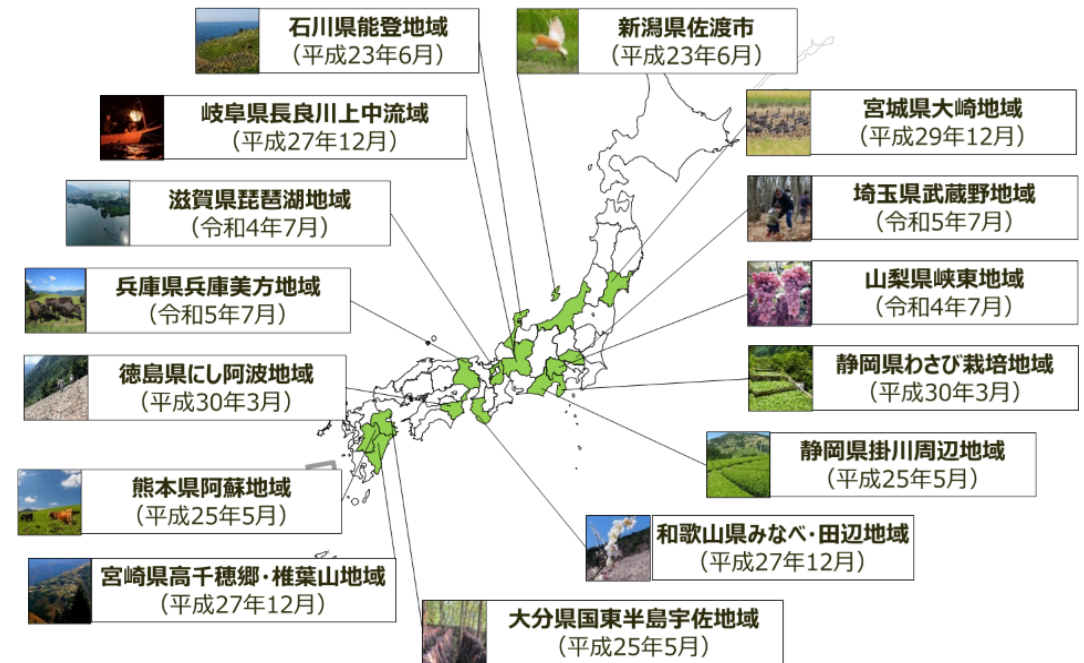 石川県能登地域
（平成23年6月）
新潟県佐渡市
（平成23年6月）
岐阜県長良川上中流域
（平成27年12月）
宮城県大崎地域
（平成29年12月）
滋賀県琵琶湖地域
（令和4年7月）
埼玉県武蔵野地域
（令和5年7月）
兵庫県兵庫美方地域
（令和5年7月）
山梨県峡東地域
（令和4年7月）
徳島県にし阿波地域
（平成30年3月）
静岡県わさび栽培地域
（平成30年3月）
静岡県掛川周辺地域
（平成25年5月）
熊本県阿蘇地域
（平成25年5月）
和歌山県みなべ・田辺地域
（平成27年12月）
宮崎県高千穂郷・椎葉山地域
（平成27年12月）
大分県国東半島宇佐地域
（平成25年5月）